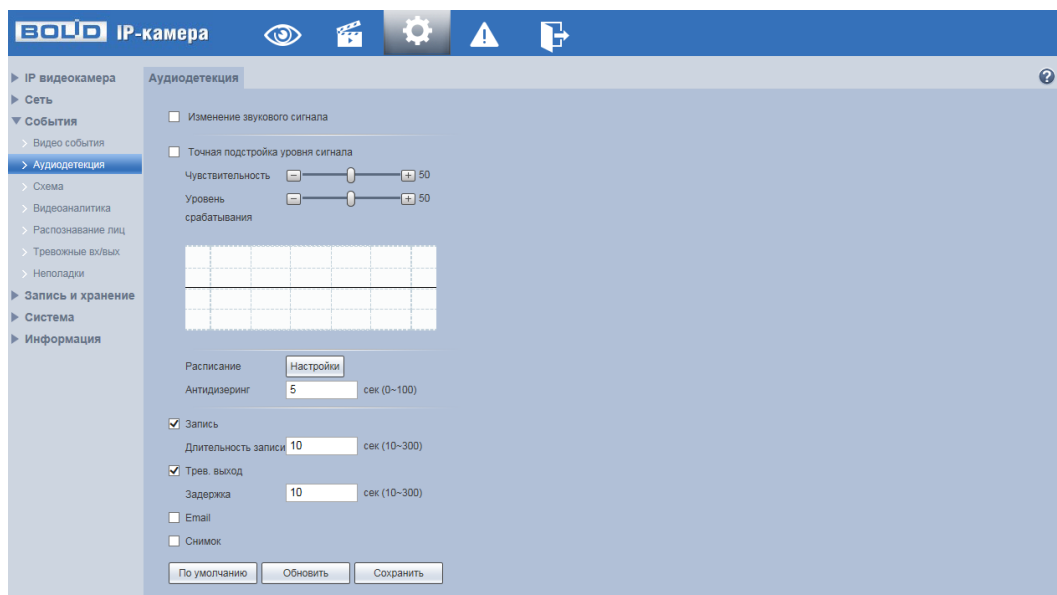 BOLID IP-камера
IP видеокамера
Сеть
События
Видео события
Аудиодетекция
Схема
Видеоаналитика
Распознавание лиц
Тревожные вх/вых
Неполадки
Запись и хранение
Система
Информация
Аудиодетекция
?
Изменение звукового сигнала
Точная подстройка уровня сигнала
Чувствительность 50
Уровень 50
срабатывания
Расписание Настройки
Антидизеринг 5 сек (0~100)
Запись
Длительность записи 10 сек (10~300)
Трев. выход
Задержка 10 сек (10~300)
Email
Снимок
По умолчанию Обновить Сохранить